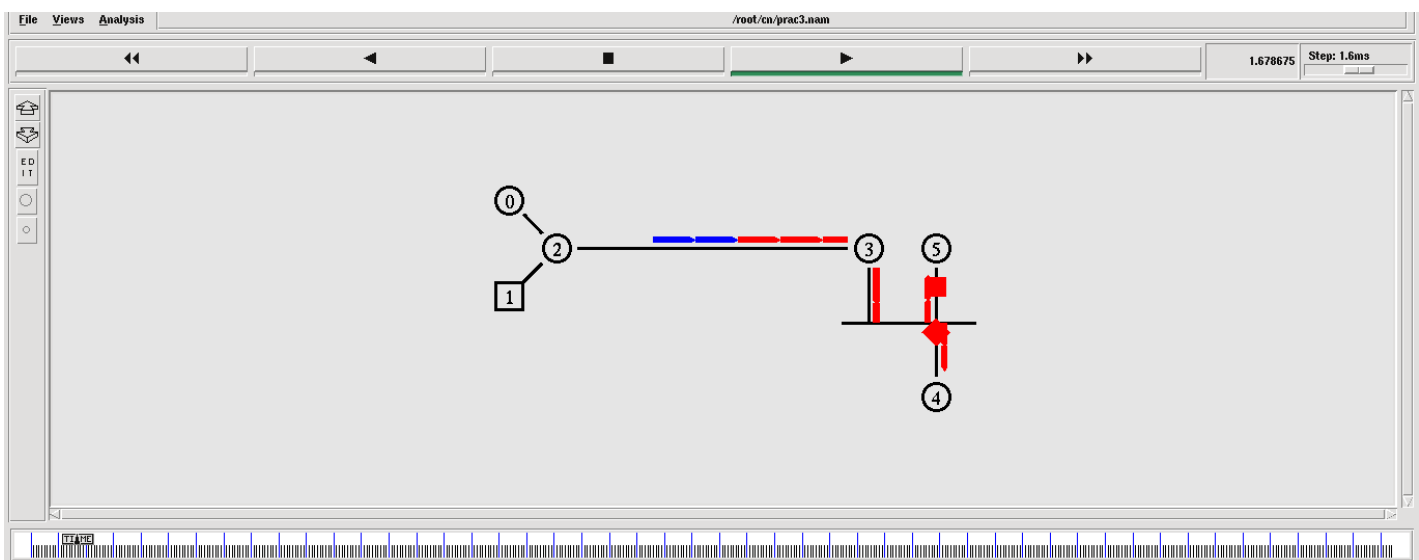 File Views Analysis /root/cn/prac3.nam
1.678675 Step: 1.6ms
ED
IT
0
2 3 5
1
4
TIME